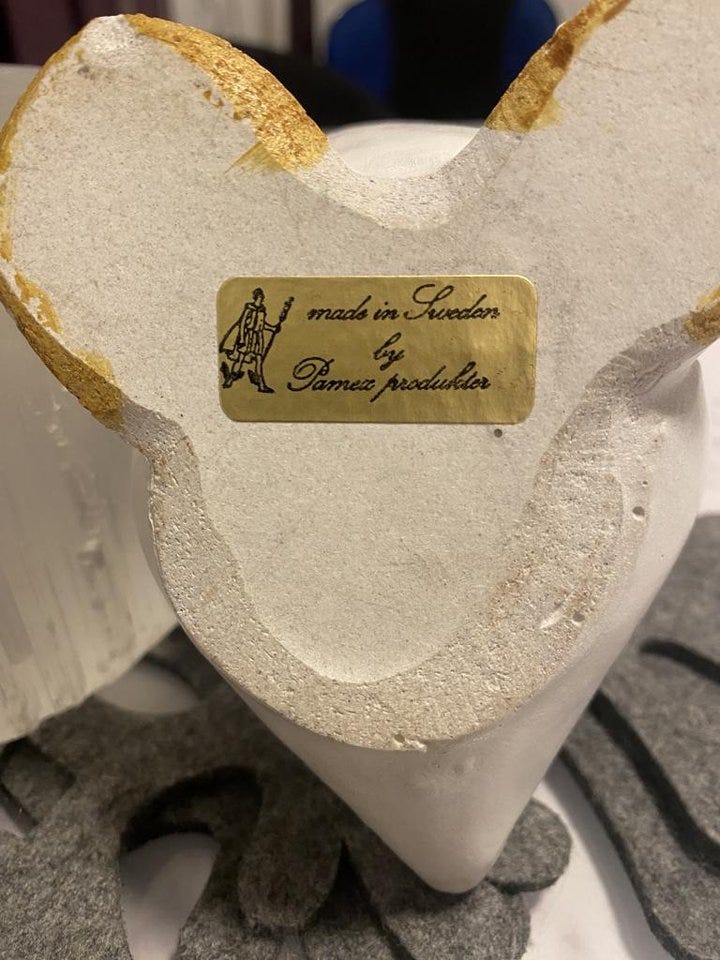 made in Sweden
by
Pamex produkter